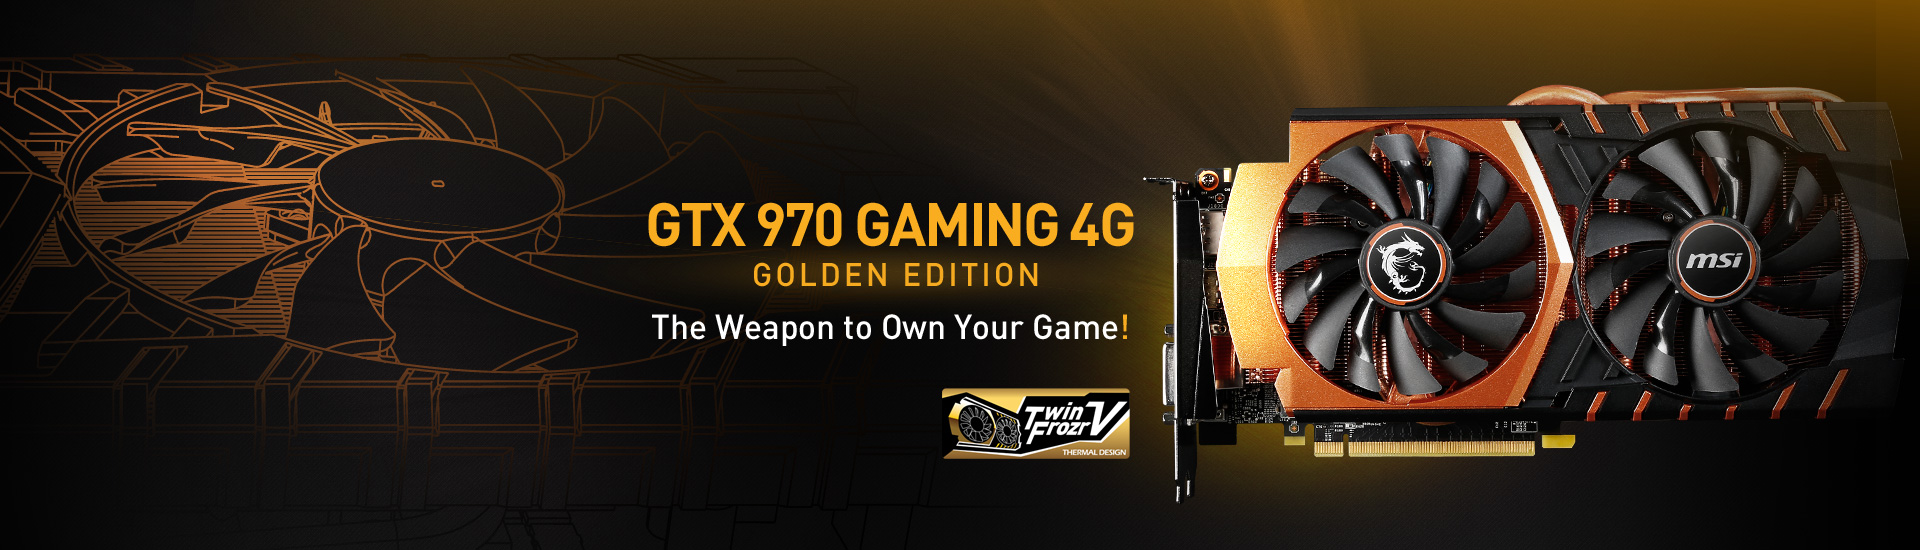 GTX 970 GAMING 4G
GOLDEN EDITION
The Weapon to Own Your Game!
Twin
Frozr V
THERMAL DESIGN
msi